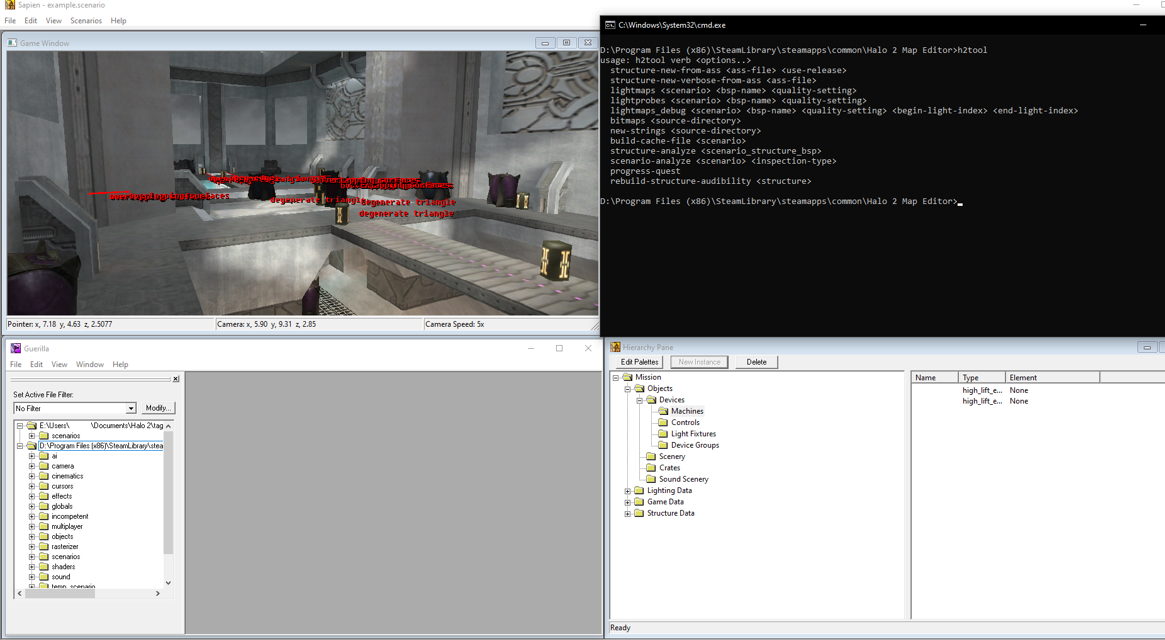 Sapien - example.scenario
File Edit View Scenarios Help
Game Window
degenerate triangle
degenerate triangle
degenerate triangle
Pointer: x, 7.18 y, 4.63 z, 2.5077
Camera: x, 5.90 y, 9.31 z, 2.85
Camera Speed: 5x
C:\Windows\System32\cmd.exe
D:\Program Files (x86)\SteamLibrary\steamapps\common\Halo 2 Map Editor>h2tool
usage: h2tool verb <options..>
structure-new-from-ass <ass-file> <use-release>
structure-new-verbose-from-ass <ass-file>
lightmaps <scenario> <bsp-name> <quality-setting>
lightprobes <scenario> <bsp-name> <quality-setting>
lightmaps_debug <scenario> <bsp-name> <quality-setting> <begin-light-index> <end-light-index>
bitmaps <source-directory>
new-strings <source-directory>
build-cache-file <scenario>
structure-analyze <scenario_structure_bsp>
scenario-analyze <scenario> <inspection-type>
progress-quest
rebuild-structure-audibility <structure>
D:\Program Files (x86)\SteamLibrary\steamapps\common\Halo 2 Map Editor>
Guerilla
File Edit View Window Help
Set Active File Filter:
No Filter
Modify...
E:\Users\ \Documents\Halo 2\tag
scenarios
D:\Program Files (x86)\SteamLibrary\stea
ai
camera
cinematics
cursors
effects
globals
incompetent
multiplayer
objects
rasterizer
scenarios
shaders
sound
temp_scenario
Hierarchy Pane
Edit Palettes
New Instance
Delete
Mission
Objects
Devices
Machines
Controls
Light Fixtures
Device Groups
Scenery
Crates
Sound Scenery
Lighting Data
Game Data
Structure Data
Name Type Element
high_lift_e... None
high_lift_e... None
Ready